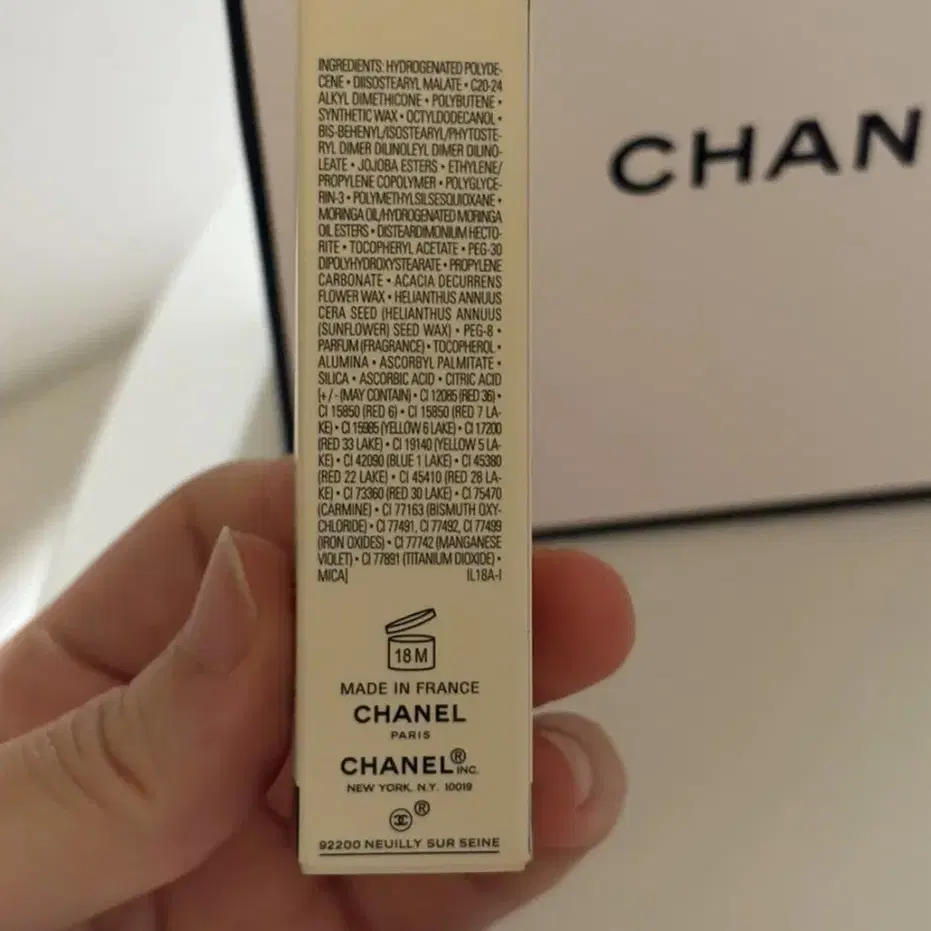 INGREDIENTS: HYDROGENATED POLYDE-
CENE • DIISOSTEARYL MALATE • C20-24
ALKYL DIMETHICONE • POLYBUTENE •
SYNTHETIC WAX • OCTYLDODECANOL •
BIS-BEHENYL/ISOSTEARYL/PHYTOSTE-
RYL DIMER DILINOLEYL DIMER DILINO-
LEATE • JOJOBA ESTERS • ETHYLENE/
PROPYLENE COPOLYMER • POLYGLYCE-
RIN-3 • POLYMETHYLSILSESQUIOXANE •
MORINGA OIL/HYDROGENATED MORINGA
OIL ESTERS • DISTEARDIMONIUM HECTO-
RITE • TOCOPHERYL ACETATE • PEG-30
DIPOLYHYDROXYSTEARATE • PROPYLENE
CARBONATE • ACACIA DECURRENS
FLOWER WAX • HELIANTHUS ANNUUS
CERA SEED (HELIANTHUS ANNUUS
(SUNFLOWER) SEED WAX) • PEG-8 •
PARFUM (FRAGRANCE) • TOCOPHEROL •
ALUMINA • ASCORBYL PALMITATE •
SILICA • ASCORBIC ACID • CITRIC ACID
[+ / - (MAY CONTAIN) • CI 12085 (RED 36) •
CI 15850 (RED 6) • CI 15850 (RED 7 LA-
KE) • CI 15985 (YELLOW 6 LAKE) • CI 17200
(RED 33 LAKE) • CI 19140 (YELLOW 5 LA-
KE) • CI 42090 (BLUE 1 LAKE) • CI 45380
(RED 22 LAKE) • CI 45410 (RED 28 LA-
KE) • CI 73360 (RED 30 LAKE) • CI 75470
(CARMINE) • CI 77163 (BISMUTH OXY-
CHLORIDE) • CI 77491, CI 77492, CI 77499
(IRON OXIDES) • CI 77742 (MANGANESE
VIOLET) • CI 77891 (TITANIUM DIOXIDE) •
MICA] IL18A-I
18 M
MADE IN FRANCE
CHANEL
PARIS
CHANEL® INC.
NEW YORK, N.Y. 10019
®
92200 NEUILLY SUR SEINE
CHAN